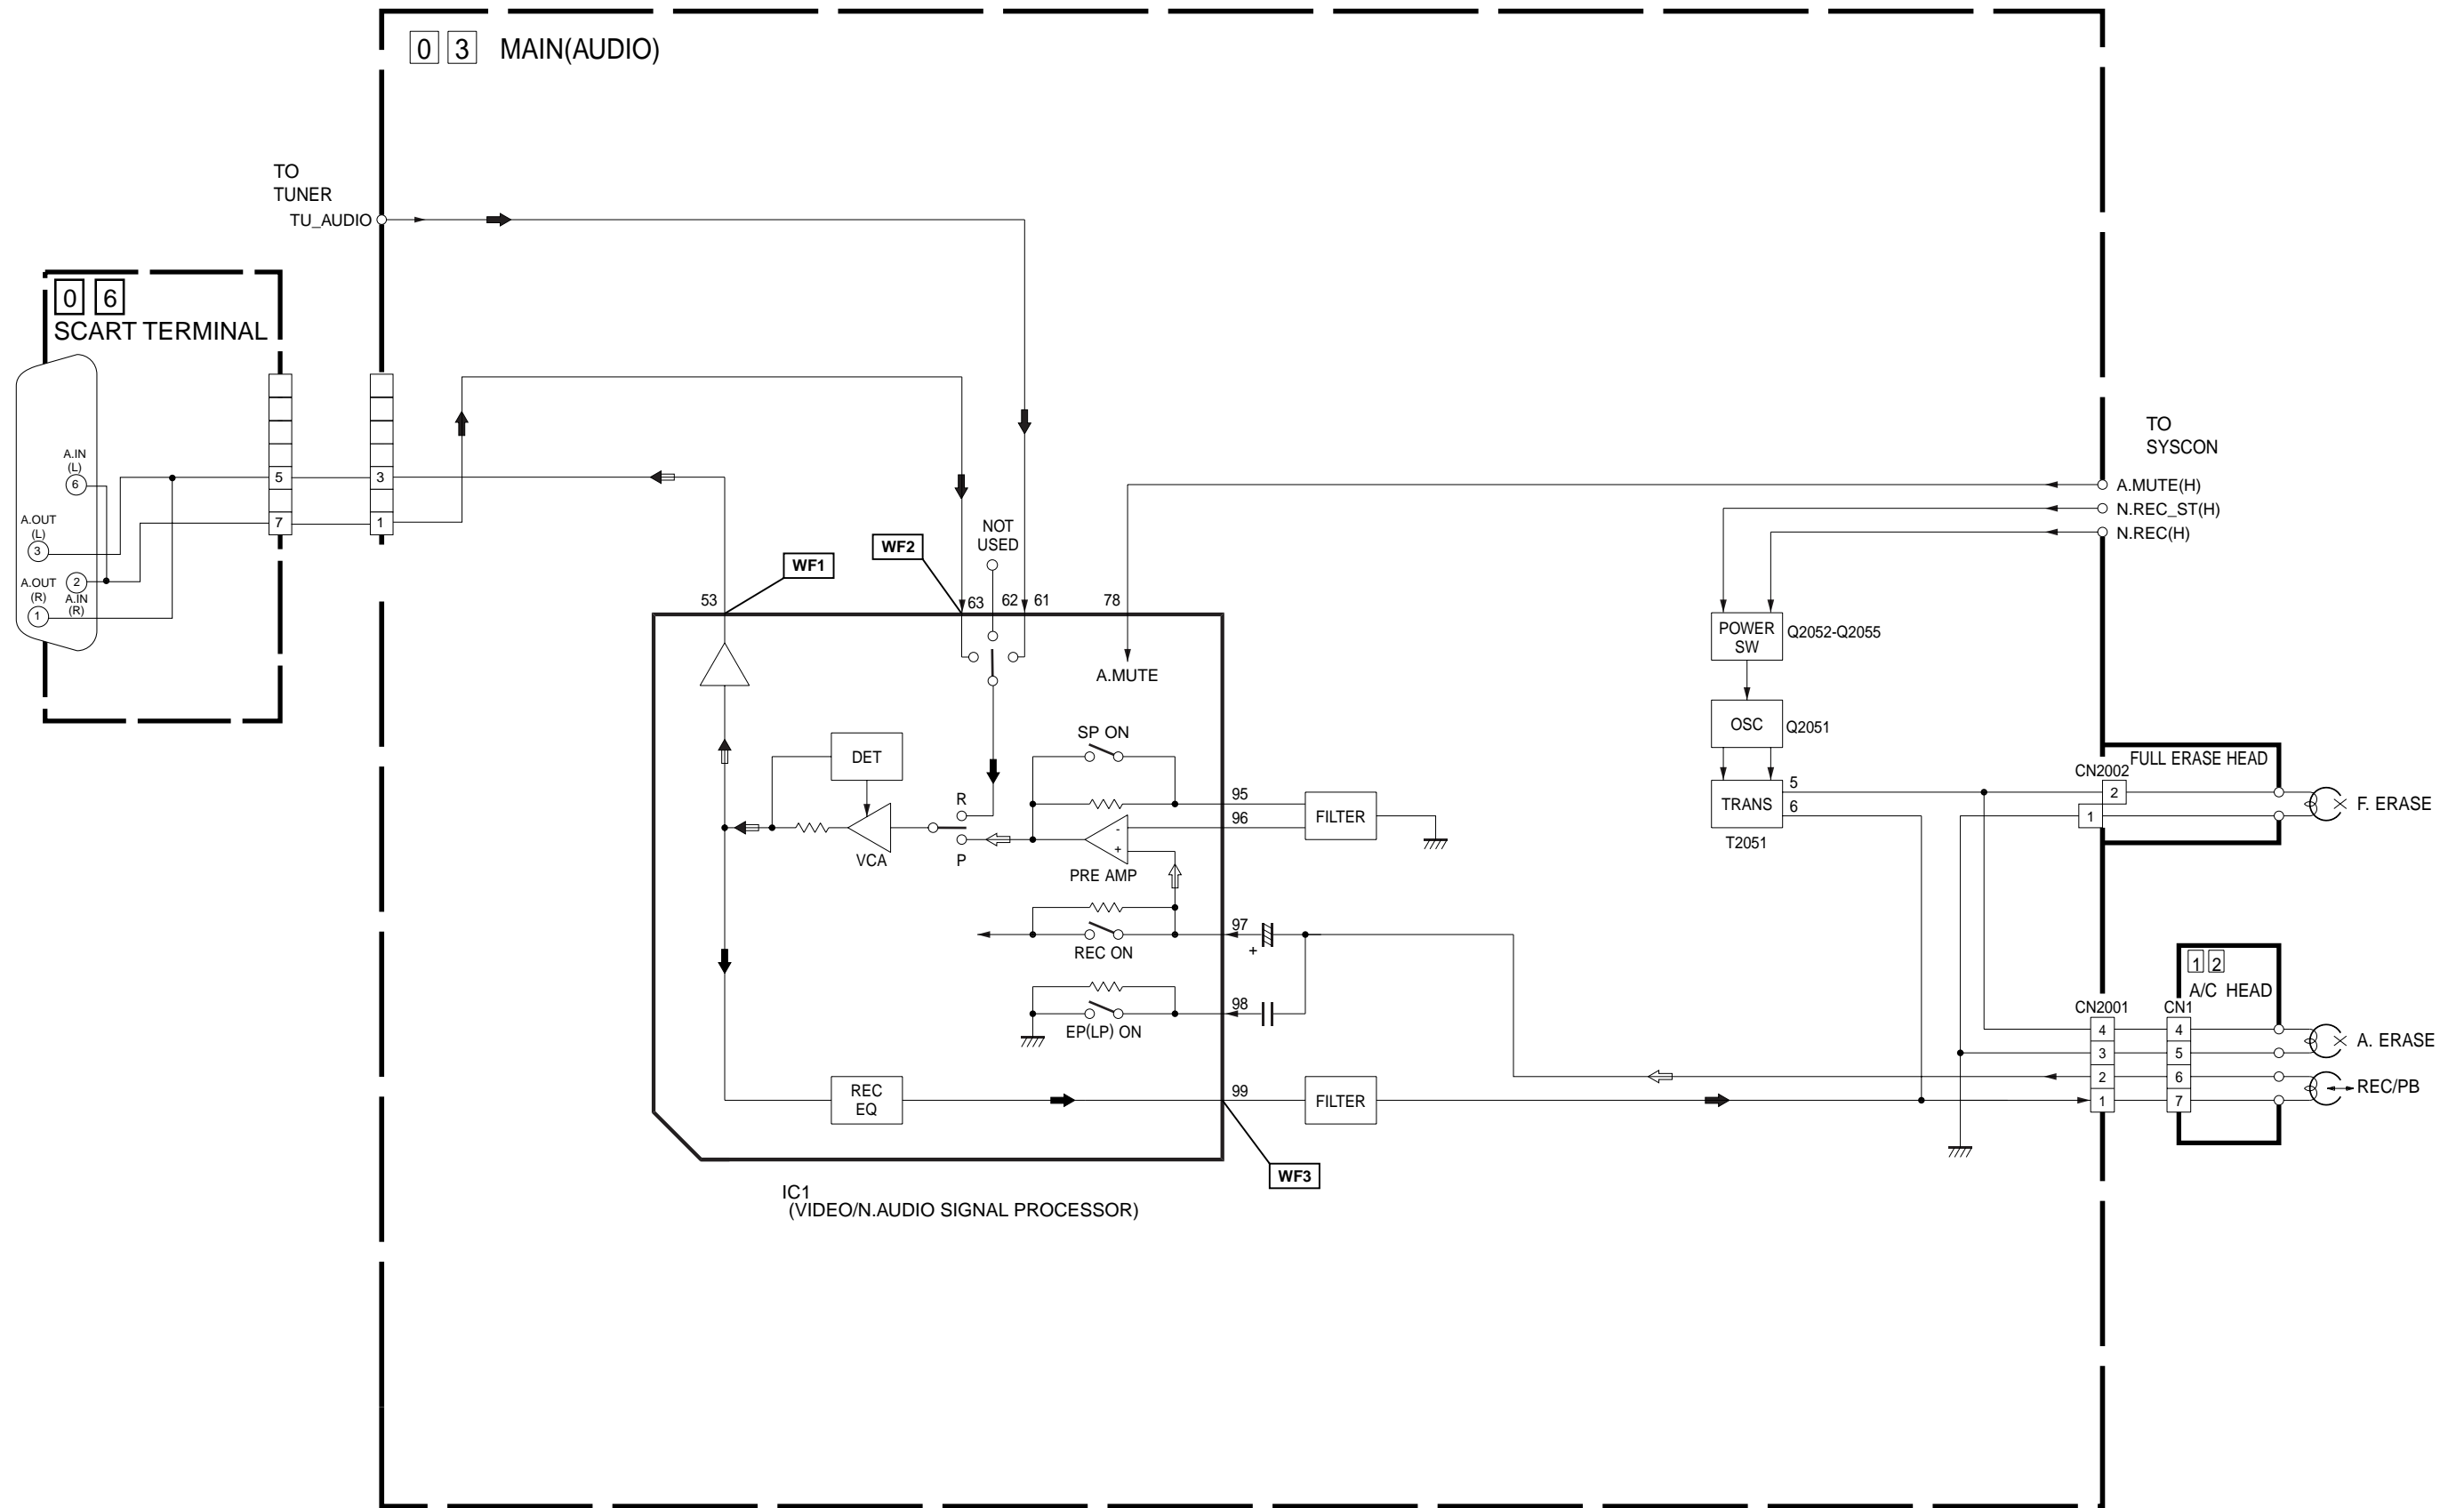 0 3 MAIN(AUDIO)
TO
TUNER
TU_AUDIO
0 6
SCART TERMINAL
A.IN
(L)
6
A.OUT
(L)
3
A.OUT
(R)
1
2
A.IN
(R)
5
7
3
1
TO
SYSCON
A.MUTE(H)
N.REC_ST(H)
N.REC(H)
NOT
USED
WF2
WF1
53
63
62
61
78
A.MUTE
POWER
SW
Q2052-Q2055
OSC
Q2051
TRANS
T2051
5
6
SP ON
DET
VCA
R
P
-
+
PRE AMP
95
96
FILTER
REC ON
97
+
EP(LP) ON
98
REC
EQ
99
FILTER
WF3
IC1
(VIDEO/N.AUDIO SIGNAL PROCESSOR)
FULL ERASE HEAD
CN2002
2
1
F. ERASE
1 2
A/C HEAD
CN2001
CN1
4
3
2
1
4
5
6
7
A. ERASE
REC/PB